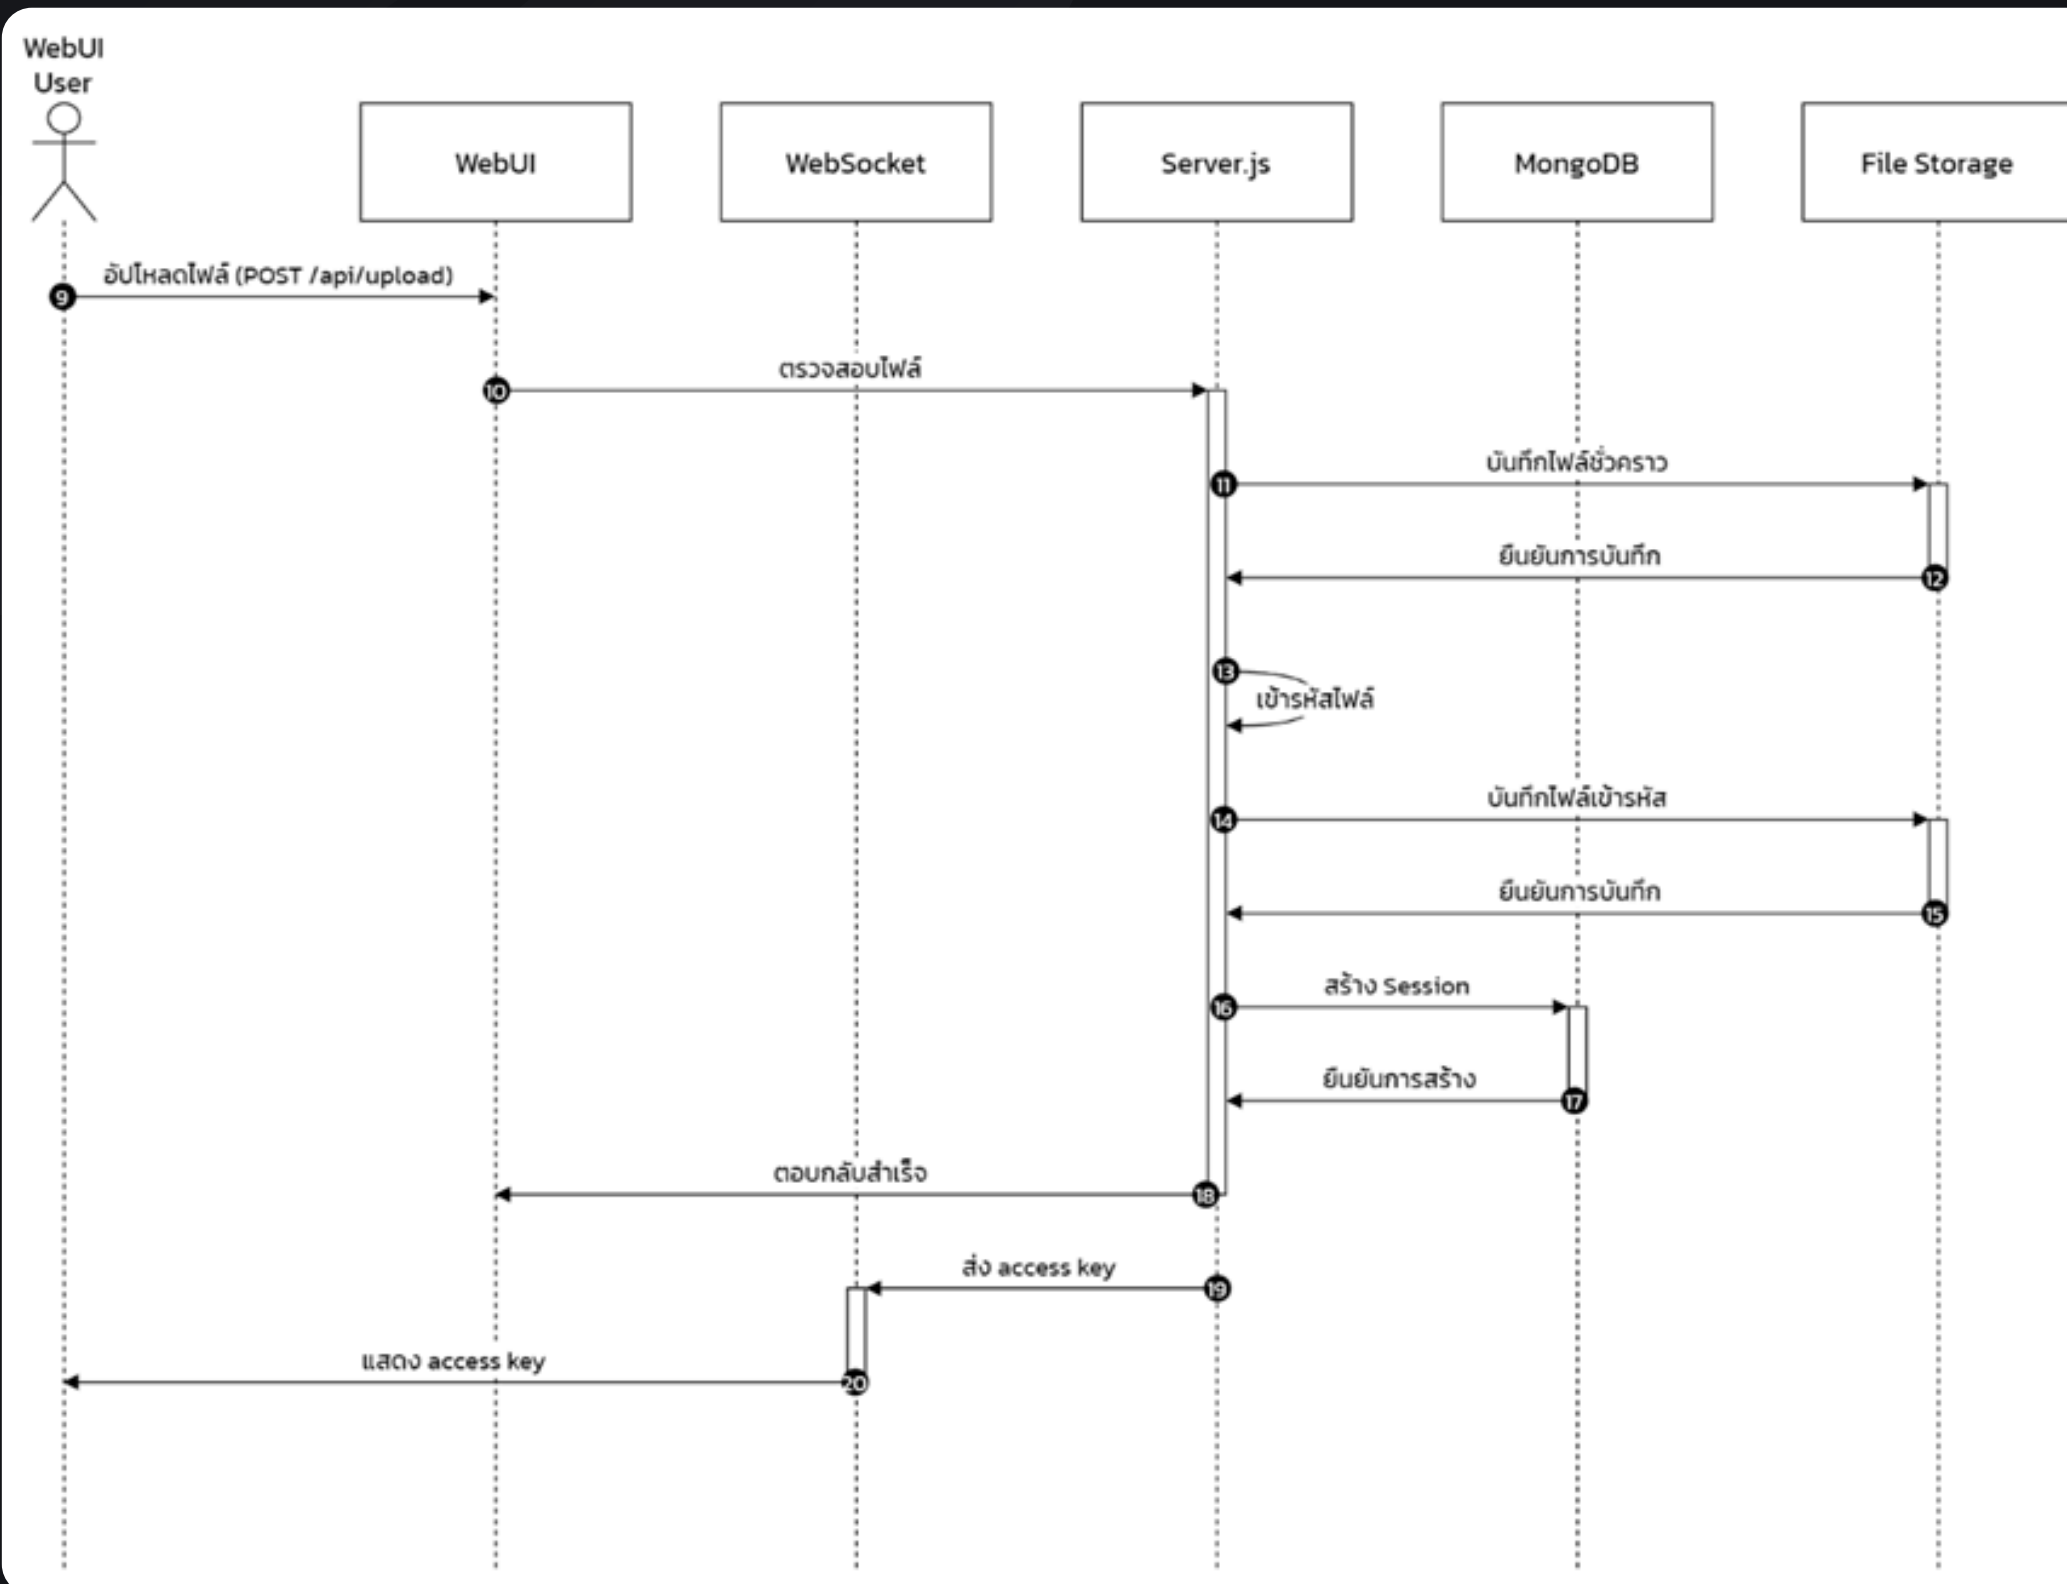 WebUI
User
WebUI
WebSocket
Server.js
MongoDB
File Storage
อัปโหลดไฟล์ (POST /api/upload)
9
ตรวจสอบไฟล์
10
บันทึกไฟล์ชั่วคราว
11
ยืนยันการบันทึก
12
13
เข้ารหัสไฟล์
บันทึกไฟล์เข้ารหัส
14
ยืนยันการบันทึก
15
สร้าง Session
16
ยืนยันการสร้าง
17
ตอบกลับสำเร็จ
18
ส่ง access key
19
แสดง access key
20